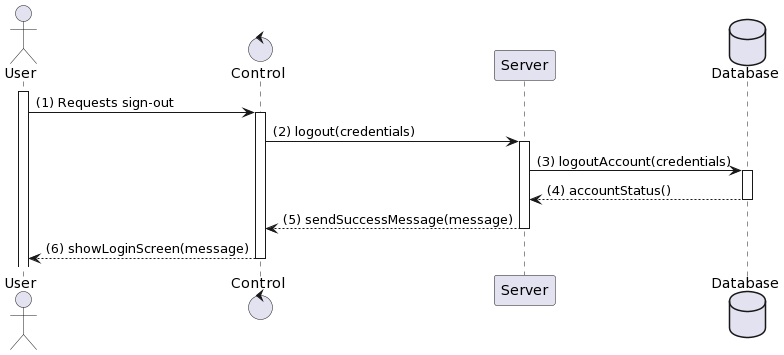 User
Control
Server
Database
(1) Requests sign-out
(2) logout(credentials)
(3) logoutAccount(credentials)
(4) accountStatus()
(5) sendSuccessMessage(message)
(6) showLoginScreen(message)
User
Control
Server
Database